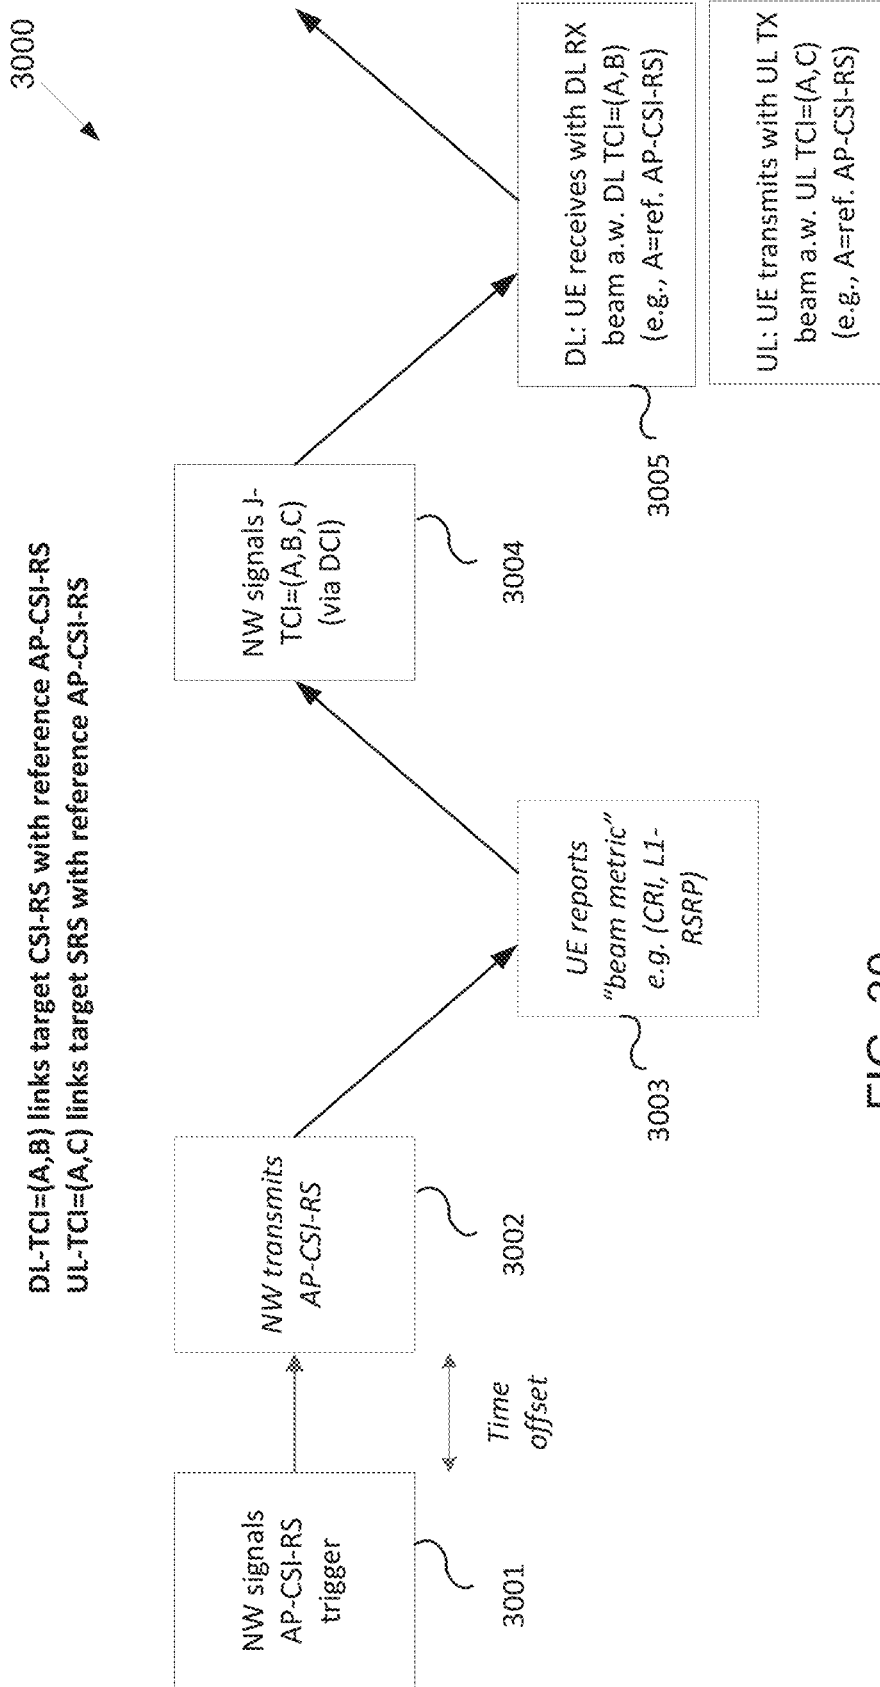 3000
DL-TCI=(A,B) links target CSI-RS with reference AP-CSI-RS
UL-TCI=(A,C) links target SRS with reference AP-CSI-RS
NW signals
AP-CSI-RS
trigger
3001
Time
offset
NW transmits
AP-CSI-RS
3002
UE reports
“beam metric”
e.g. (CRI, L1-
RSRP)
3003
NW signals J-
TCI=(A,B,C)
(via DCI)
3004
DL: UE receives with DL RX
beam a.w. DL TCI=(A,B)
(e.g., A=ref. AP-CSI-RS)
3005
UL: UE transmits with UL TX
beam a.w. UL TCI=(A,C)
(e.g., A=ref. AP-CSI-RS)
FIG.